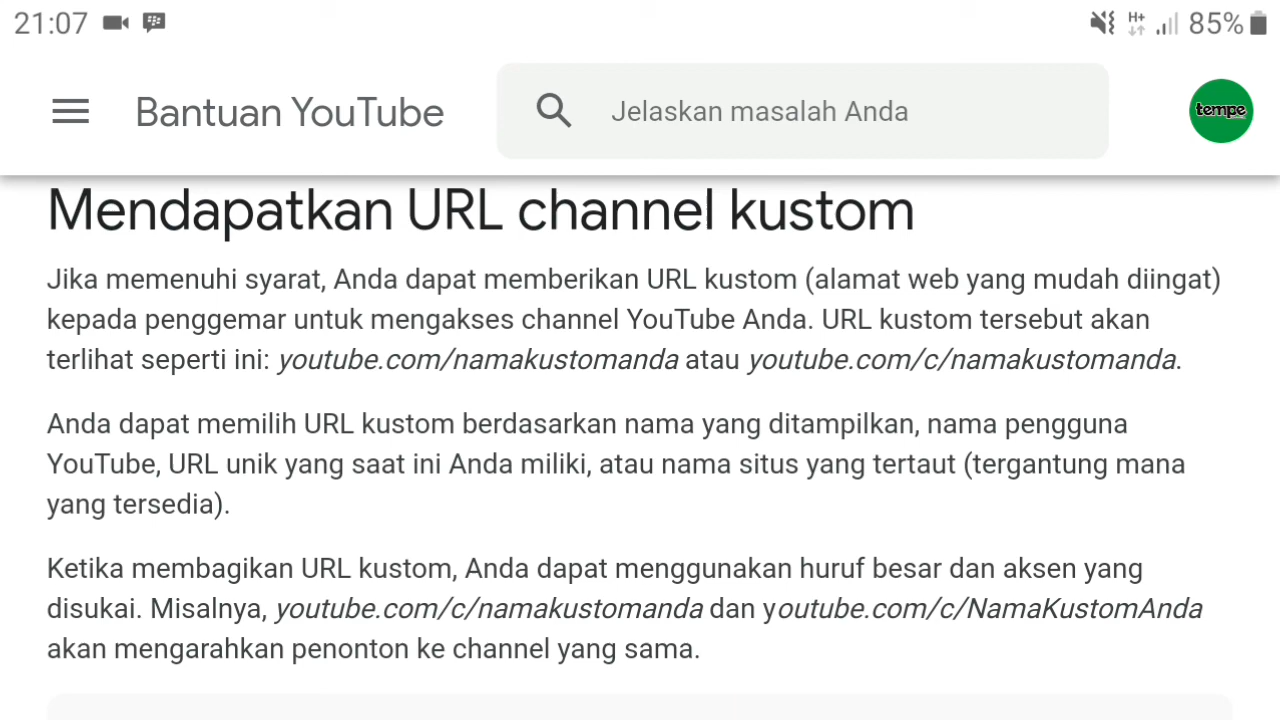 21:07
H+
85%
Bantuan YouTube
Jelaskan masalah Anda
tempe
Mendapatkan URL channel kustom
Jika memenuhi syarat, Anda dapat memberikan URL kustom (alamat web yang mudah diingat)
kepada penggemar untuk mengakses channel YouTube Anda. URL kustom tersebut akan
terlihat seperti ini: youtube.com/namakustomanda atau youtube.com/c/namakustomanda.
Anda dapat memilih URL kustom berdasarkan nama yang ditampilkan, nama pengguna
YouTube, URL unik yang saat ini Anda miliki, atau nama situs yang tertaut (tergantung mana
yang tersedia).
Ketika membagikan URL kustom, Anda dapat menggunakan huruf besar dan aksen yang
disukai. Misalnya, youtube.com/c/namakustomanda dan youtube.com/c/NamaKustomAnda
akan mengarahkan penonton ke channel yang sama.